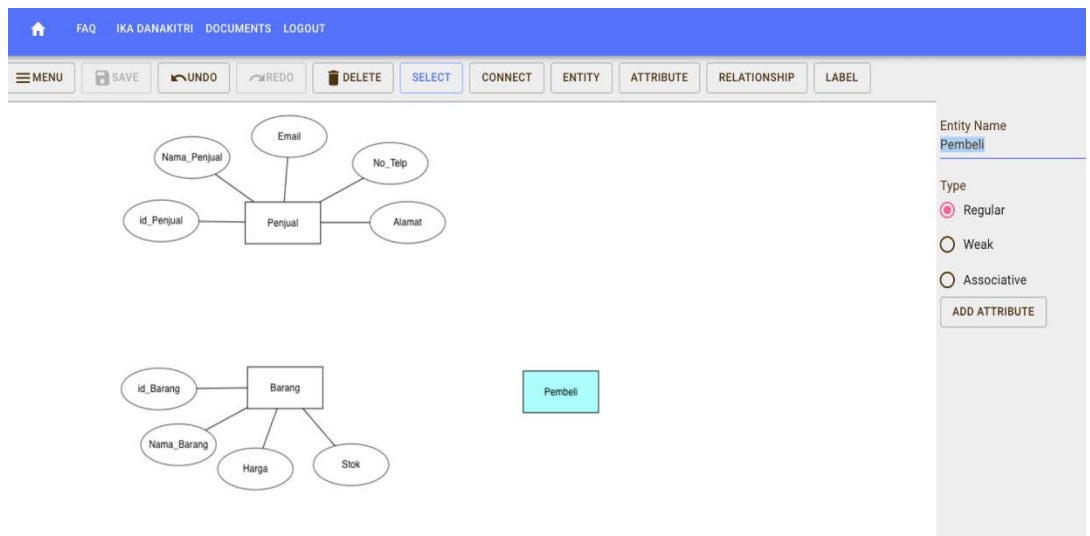 FAQ IKA DANAKITRI DOCUMENTS LOGOUT
MENU SAVE UNDO REDO DELETE SELECT CONNECT ENTITY ATTRIBUTE RELATIONSHIP LABEL
Email
Nama_Penjual
No_Telp
id_Penjual
Penjual
Alamat
id_Barang
Barang
Nama_Barang
Harga
Stok
Pembeli
Entity Name
Pembeli
Type
Regular
Weak
Associative
ADD ATTRIBUTE